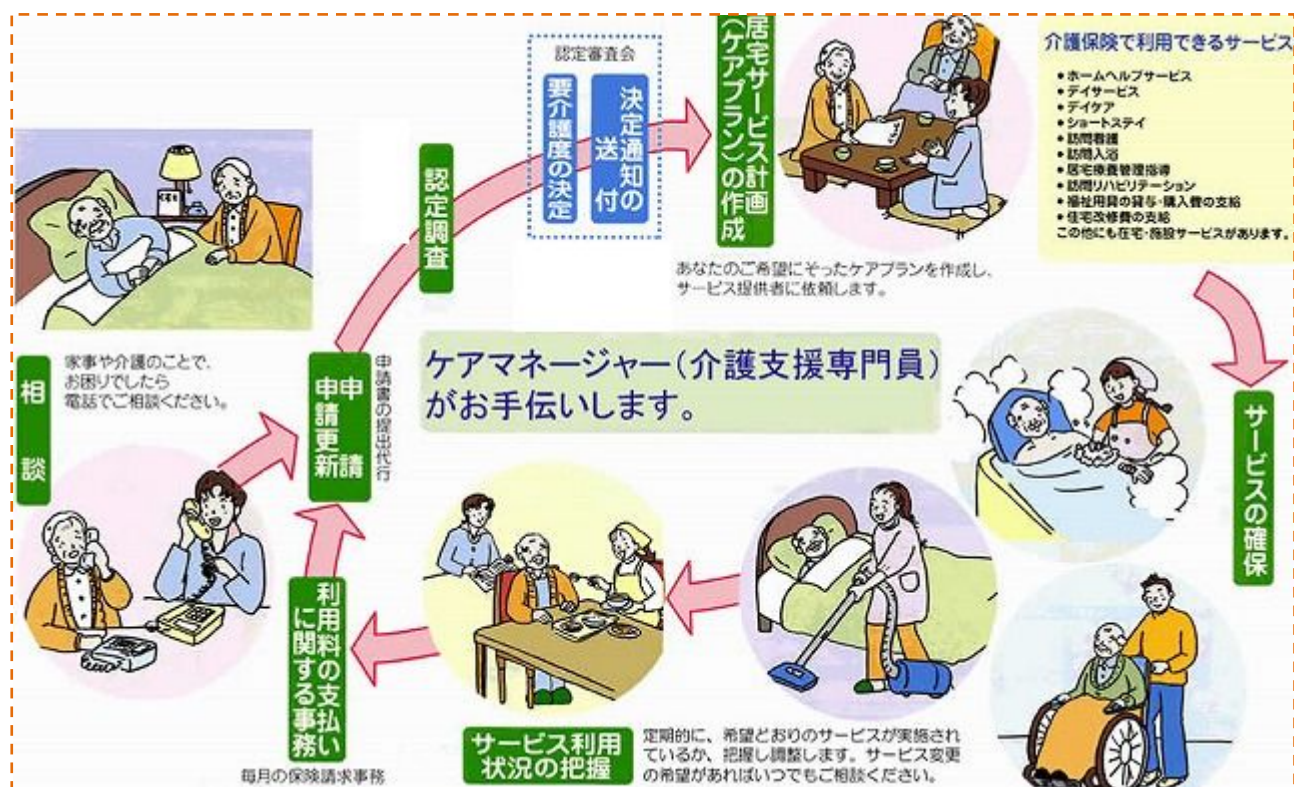 相談
家事や介護のことで、
お困りでしたら
電話でご相談ください。
申請
申請更新
申請書の提出代行
認定調査
認定審査会
要介護度の決定
決定通知の
送付
居宅サービス計画
(ケアプラン)の作成
あなたのご希望にそったケアプランを作成し、
サービス提供者に依頼します。
介護保険で利用できるサービス
●ホームヘルプサービス
●デイサービス
●デイケア
●ショートステイ
●訪問看護
●訪問入浴
●居宅療養管理指導
●訪問リハビリテーション
●福祉用具の貸与・購入費の支給
●住宅改修費の支給
この他にも在宅・施設サービスがあります。
ケアマネージャー(介護支援専門員)
がお手伝いします。
サービスの確保
サービス利用
状況の把握
定期的に、希望どおりのサービスが実施され
ているか、把握し調整します。サービス変更
の希望があればいつでもご相談ください。
利用料の支払い
に関する事務
毎月の保険請求事務